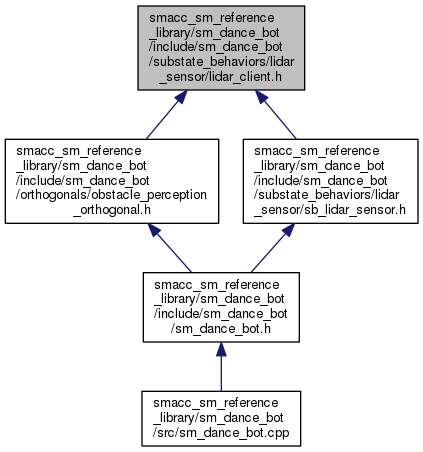 smacc_sm_reference
_library/sm_dance_bot
/include/sm_dance_bot
/substate_behaviors/lidar
_sensor/lidar_client.h
smacc_sm_reference
_library/sm_dance_bot
/include/sm_dance_bot
/orthogonals/obstacle_perception
_orthogonal.h
smacc_sm_reference
_library/sm_dance_bot
/include/sm_dance_bot
/substate_behaviors/lidar
_sensor/sb_lidar_sensor.h
smacc_sm_reference
_library/sm_dance_bot
/include/sm_dance_bot
/sm_dance_bot.h
smacc_sm_reference
_library/sm_dance_bot
/src/sm_dance_bot.cpp